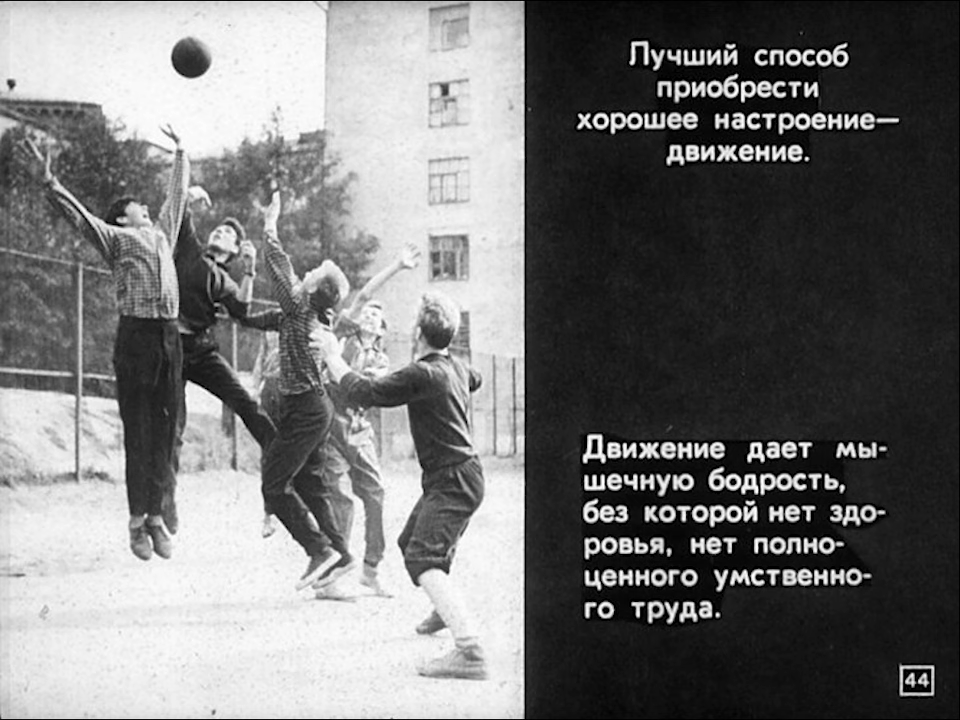 Лучший способ
приобрести
хорошее настроение—
движение.
Движение дает мы-
шечную бодрость,
без которой нет здо-
ровья, нет полно-
ценного умственно-
го труда.
44